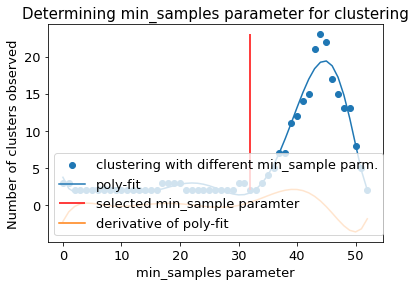 Determining min_samples parameter for clustering
Number of clusters observed
20
15
10
5
0
clustering with different min_sample parm.
poly-fit
selected min_sample paramter
derivative of poly-fit
0 10 20 30 40 50
min_samples parameter